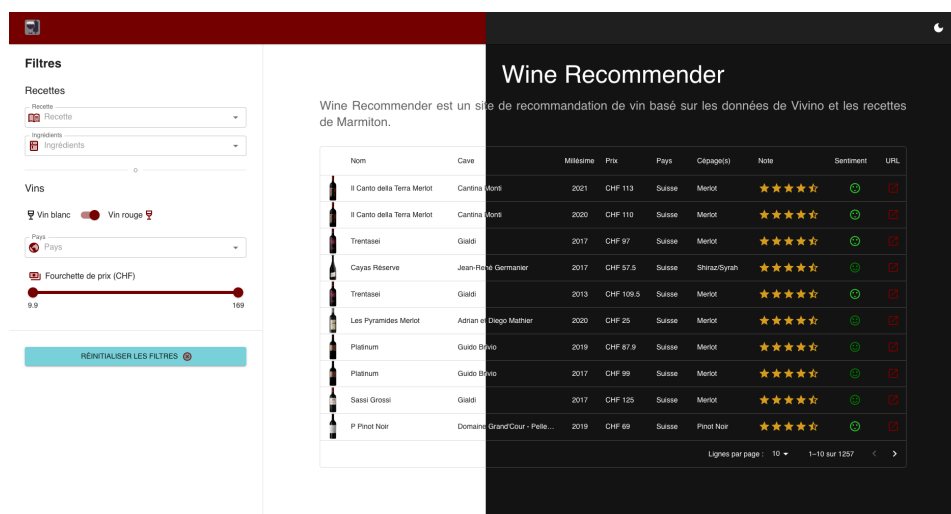 Filtres
Recettes
Recette
Recette
Ingrédients
Ingrédients
o
Vins
Vin blanc Vin rouge
Pays
Pays
Fourchette de prix (CHF)
9.9 169
RÉINITIALISER LES FILTRES
Wine Recommender
Wine Recommender est un site de recommandation de vin basé sur les données de Vivino et les recettes
de Marmiton.
Nom Cave Millésime Prix Pays Cépage(s) Note Sentiment URL
Il Canto della Terra Merlot Cantina Monti 2021 CHF 113 Suisse Merlot
Il Canto della Terra Merlot Cantina Monti 2020 CHF 110 Suisse Merlot
Trentasei Gialdi 2017 CHF 97 Suisse Merlot
Cayas Réserve Jean-René Germanier 2017 CHF 57.5 Suisse Shiraz/Syrah
Trentasei Gialdi 2013 CHF 109.5 Suisse Merlot
Les Pyramides Merlot Adrian et Diego Mathier 2020 CHF 25 Suisse Merlot
Platinum Guido Brivio 2019 CHF 87.9 Suisse Merlot
Platinum Guido Brivio 2017 CHF 99 Suisse Merlot
Sassi Grossi Gialdi 2017 CHF 125 Suisse Merlot
P Pinot Noir Domaine Grand'Cour - Pelle... 2019 CHF 69 Suisse Pinot Noir
Lignes par page : 10 1–10 sur 1257